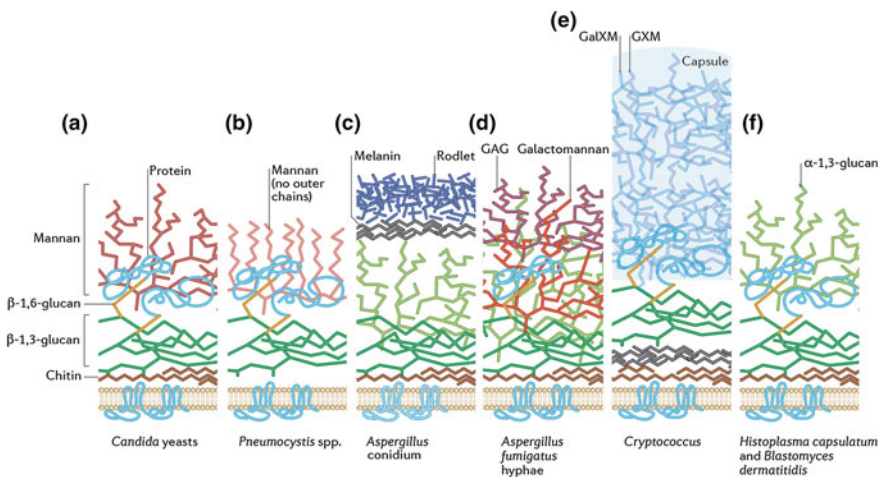 (e)
GalXM GXM
Capsule
(a) (b) (c) (d) (f)
Protein
Mannan
(no outer
chains)
Melanin Rodlet
GAG Galactomannan
α-1,3-glucan
Mannan
β-1,6-glucan
β-1,3-glucan
Chitin
Candida yeasts
Pneumocystis spp.
Aspergillus
conidium
Aspergillus
fumigatus
hyphae
Cryptococcus
Histoplasma capsulatum
and Blastomyces
dermatitidis